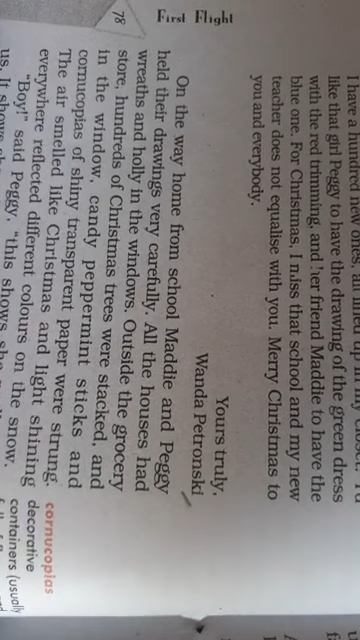 I have a hundred new ones,
like that girl Peggy to have the drawing of the green dress
with the red trimming, and her friend Maddie to have the
blue one. For Christmas, I miss that school and my new
teacher does not equalise with you. Merry Christmas to
you and everybody.
Yours truly,
Wanda Petronski
On the way home from school Maddie and Peggy
held their drawings very carefully. All the houses had
wreaths and holly in the windows. Outside the grocery
store, hundreds of Christmas trees were stacked, and
in the window, candy peppermint sticks and
cornucopias of shiny transparent paper were strung.
The air smelled like Christmas and light shining
everywhere reflected different colours on the snow.
"Boy!" said Peggy, "this shows she
us. It shows she
cornucopias
decorative
containers (usually
78
First Flight